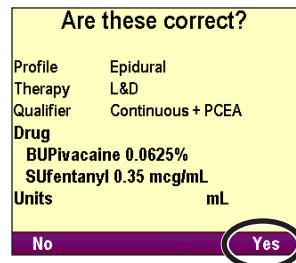 Are these correct?
Profile Epidural
Therapy L&D
Qualifier Continuous + PCEA
Drug
BUPivacaine 0.0625%
SUfentanyl 0.35 mcg/mL
Units mL
No Yes